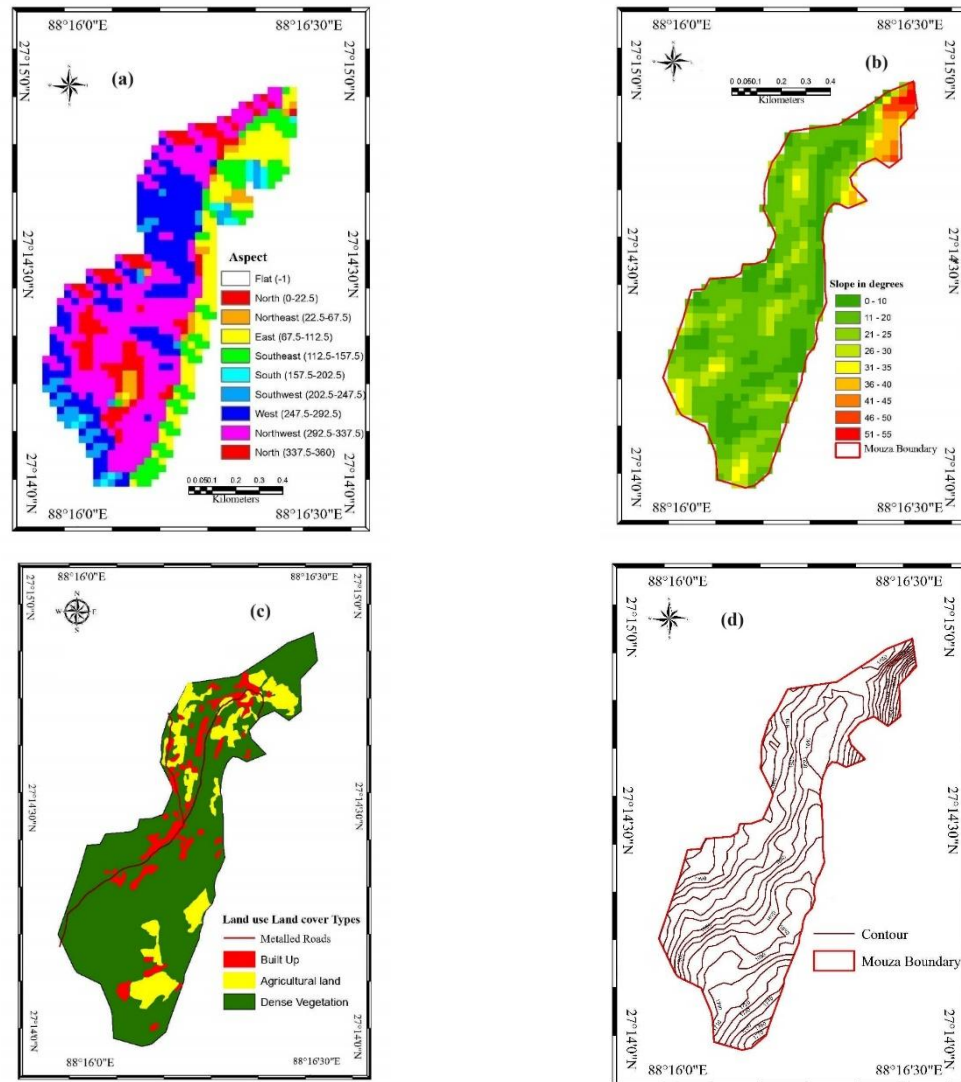 88°16'0"E
88°16'30"E
(a)
27°15'0"N
27°15'0"N
27°14'30"N
27°14'30"N
27°14'0"N
27°14'0"N
Aspect
Flat (-1)
North (0-22.5)
Northeast (22.5-67.5)
East (67.5-112.5)
Southeast (112.5-157.5)
South (157.5-202.5)
Southwest (202.5-247.5)
West (247.5-292.5)
Northwest (292.5-337.5)
North (337.5-360)
0 0.050.1 0.2 0.3 0.4
Kilometers
88°16'0"E
88°16'30"E
88°16'0"E
88°16'30"E
(b)
0 0.050.1 0.2 0.3 0.4
Kilometers
27°15'0"N
27°15'0"N
27°14'30"N
27°14'30"N
27°14'0"N
27°14'0"N
Slope in degrees
0 - 10
11 - 20
21 - 25
26 - 30
31 - 35
36 - 40
41 - 45
46 - 50
51 - 55
Mouza Boundary
88°16'0"E
88°16'30"E
88°16'0"E
88°16'30"E
(c)
N
W E
S
27°15'0"N
27°15'0"N
27°14'30"N
27°14'30"N
27°14'0"N
27°14'0"N
Land use Land cover Types
Metalled Roads
Built Up
Agricultural land
Dense Vegetation
88°16'0"E
88°16'30"E
88°16'0"E
88°16'30"E
(d)
27°15'0"N
27°15'0"N
27°14'30"N
27°14'30"N
27°14'0"N
27°14'0"N
Contour
Mouza Boundary
88°16'0"E
88°16'30"E